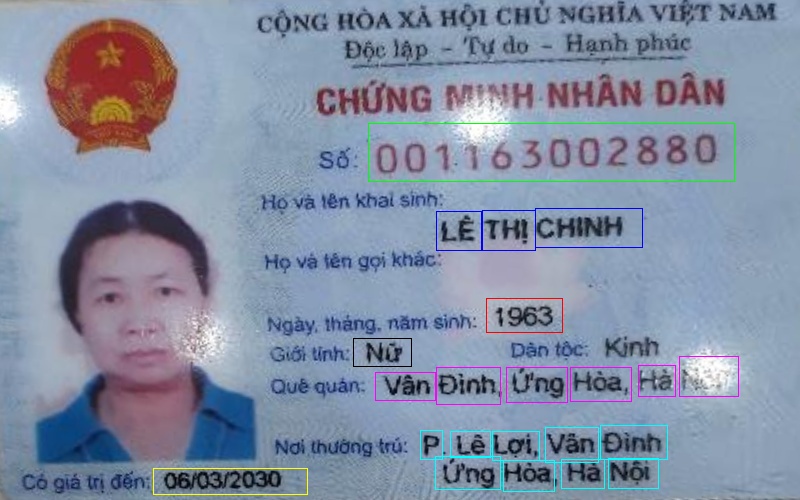 CỘNG HÒA XÃ HỘI CHỦ NGHĨA VIỆT NAM
Độc lập - Tự do - Hạnh phúc
CHỨNG MINH NHÂN DÂN
Số: 001163002880
Họ và tên khai sinh:
LÊ THỊ CHINH
Họ và tên gọi khác:
Ngày, tháng, năm sinh: 1963
Giới tính: Nữ Dân tộc: Kinh
Quê quán: Vân Đình, Ứng Hòa, Hà Nội
Nơi thường trú: P. Lê Lợi, Vân Đình
Ứng Hòa, Hà Nội
Có giá trị đến: 06/03/2030